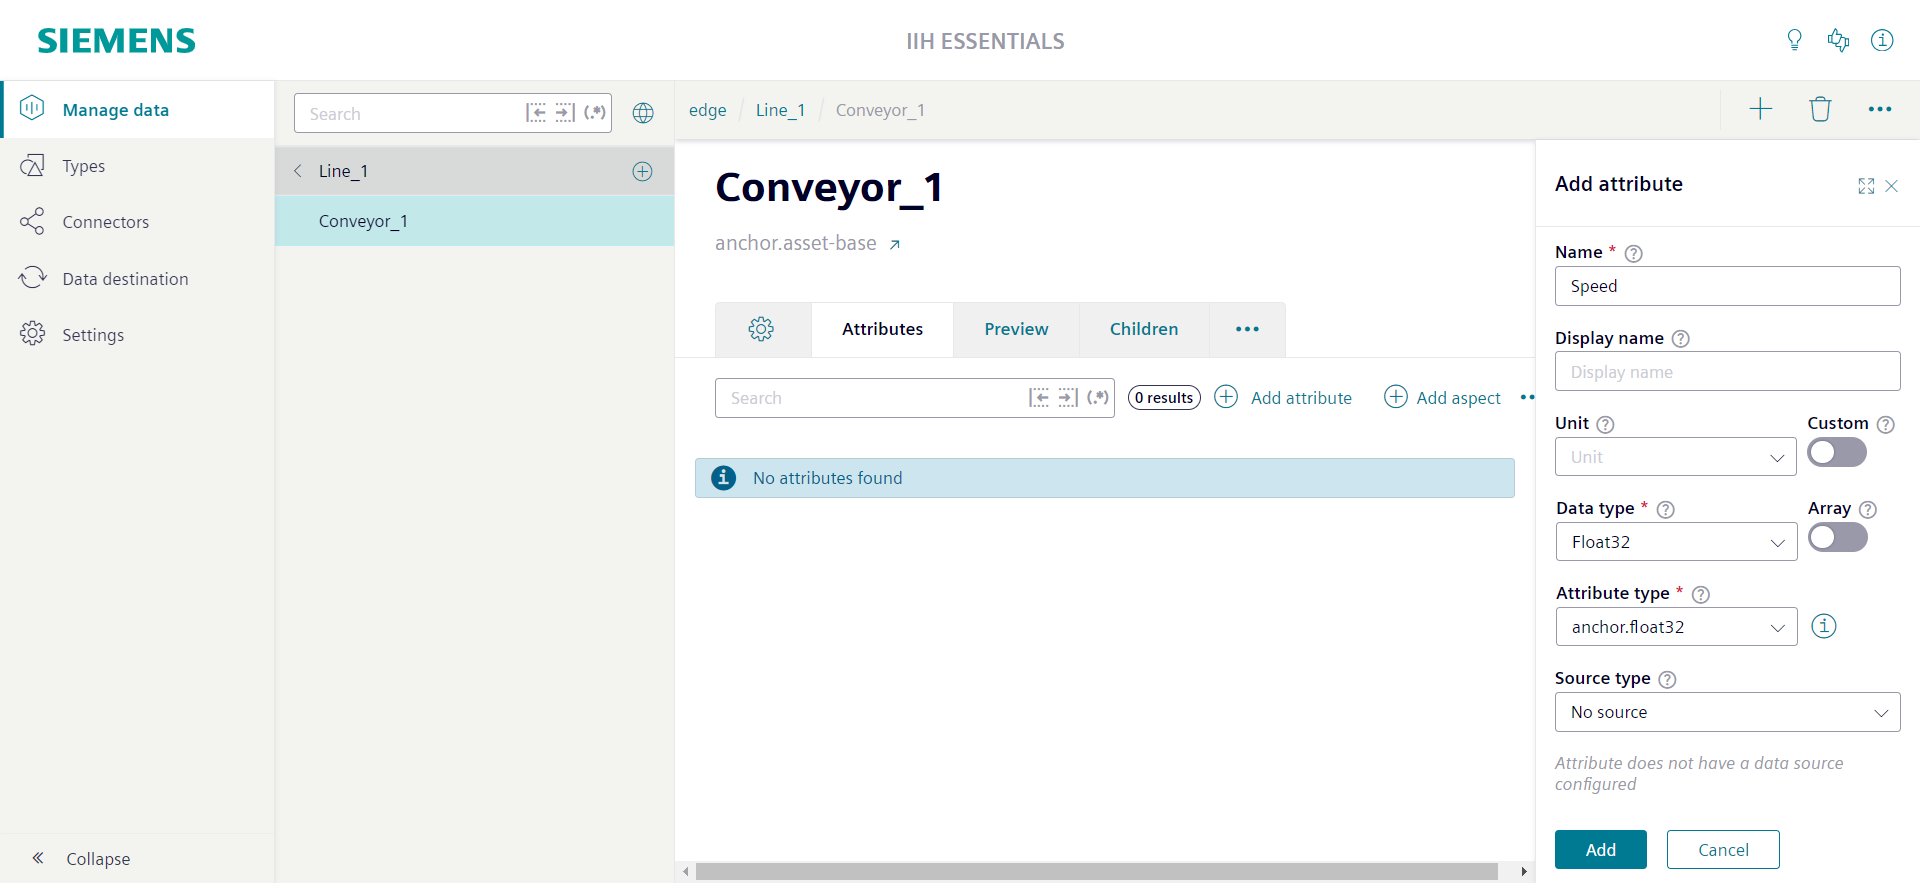 SIEMENS
IIH ESSENTIALS
Manage data
Types
Connectors
Data destination
Settings
Collapse
Search
(.*)
Line_1
Conveyor_1
edge / Line_1 / Conveyor_1
Conveyor_1
anchor.asset-base
Attributes
Preview
Children
Search
(.*)
0 results
Add attribute
Add aspect
No attributes found
Add attribute
Name *
Speed
Display name
Display name
Unit
Custom
Unit
Data type *
Array
Float32
Attribute type *
anchor.float32
Source type
No source
Attribute does not have a data source
configured
Add
Cancel